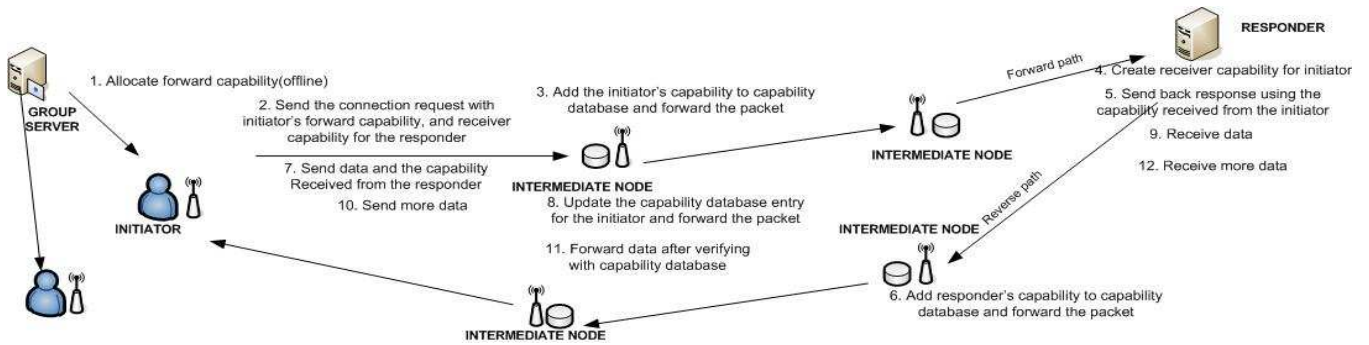 RESPONDER
Forward path
1. Allocate forward capability(offline)
4. Create receiver capability for initiator
3. Add the initiator's capability to capability
database and forward the packet
5. Send back response using the
capability received from the initiator
2. Send the connection request with
initiator's forward capability, and receiver
capability for the responder
GROUP
SERVER
9. Receive data
INTERMEDIATE NODE
12. Receive more data
7. Send data and the capability
Received from the responder
INTERMEDIATE NODE
10. Send more data
8. Update the capability database entry
for the initiator and forward the packet
Reverse path
INITIATOR
INTERMEDIATE NODE
11. Forward data after verifying
with capability database
6. Add responder's capability to capability
database and forward the packet
INTERMEDIATE NODE